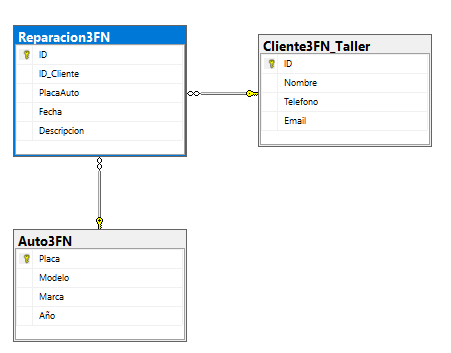 Reparacion3FN
ID
ID_Cliente
PlacaAuto
Fecha
Descripcion
Cliente3FN_Taller
ID
Nombre
Telefono
Email
Auto3FN
Placa
Modelo
Marca
Año